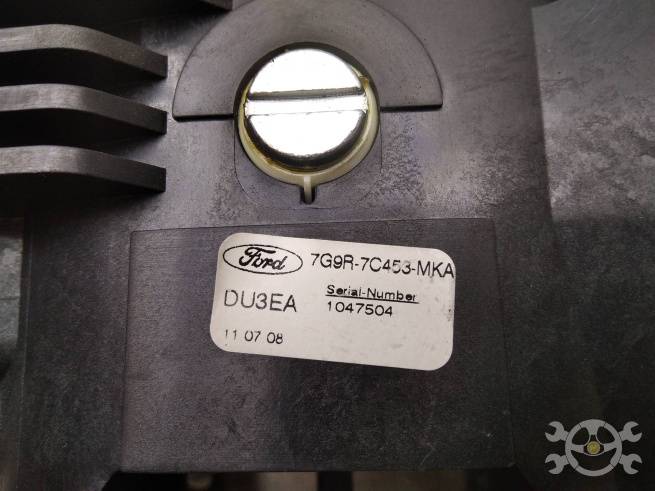 Ford 7G9R-7C453-MKA
DU3EA Serial-Number
1047504
11 07 08